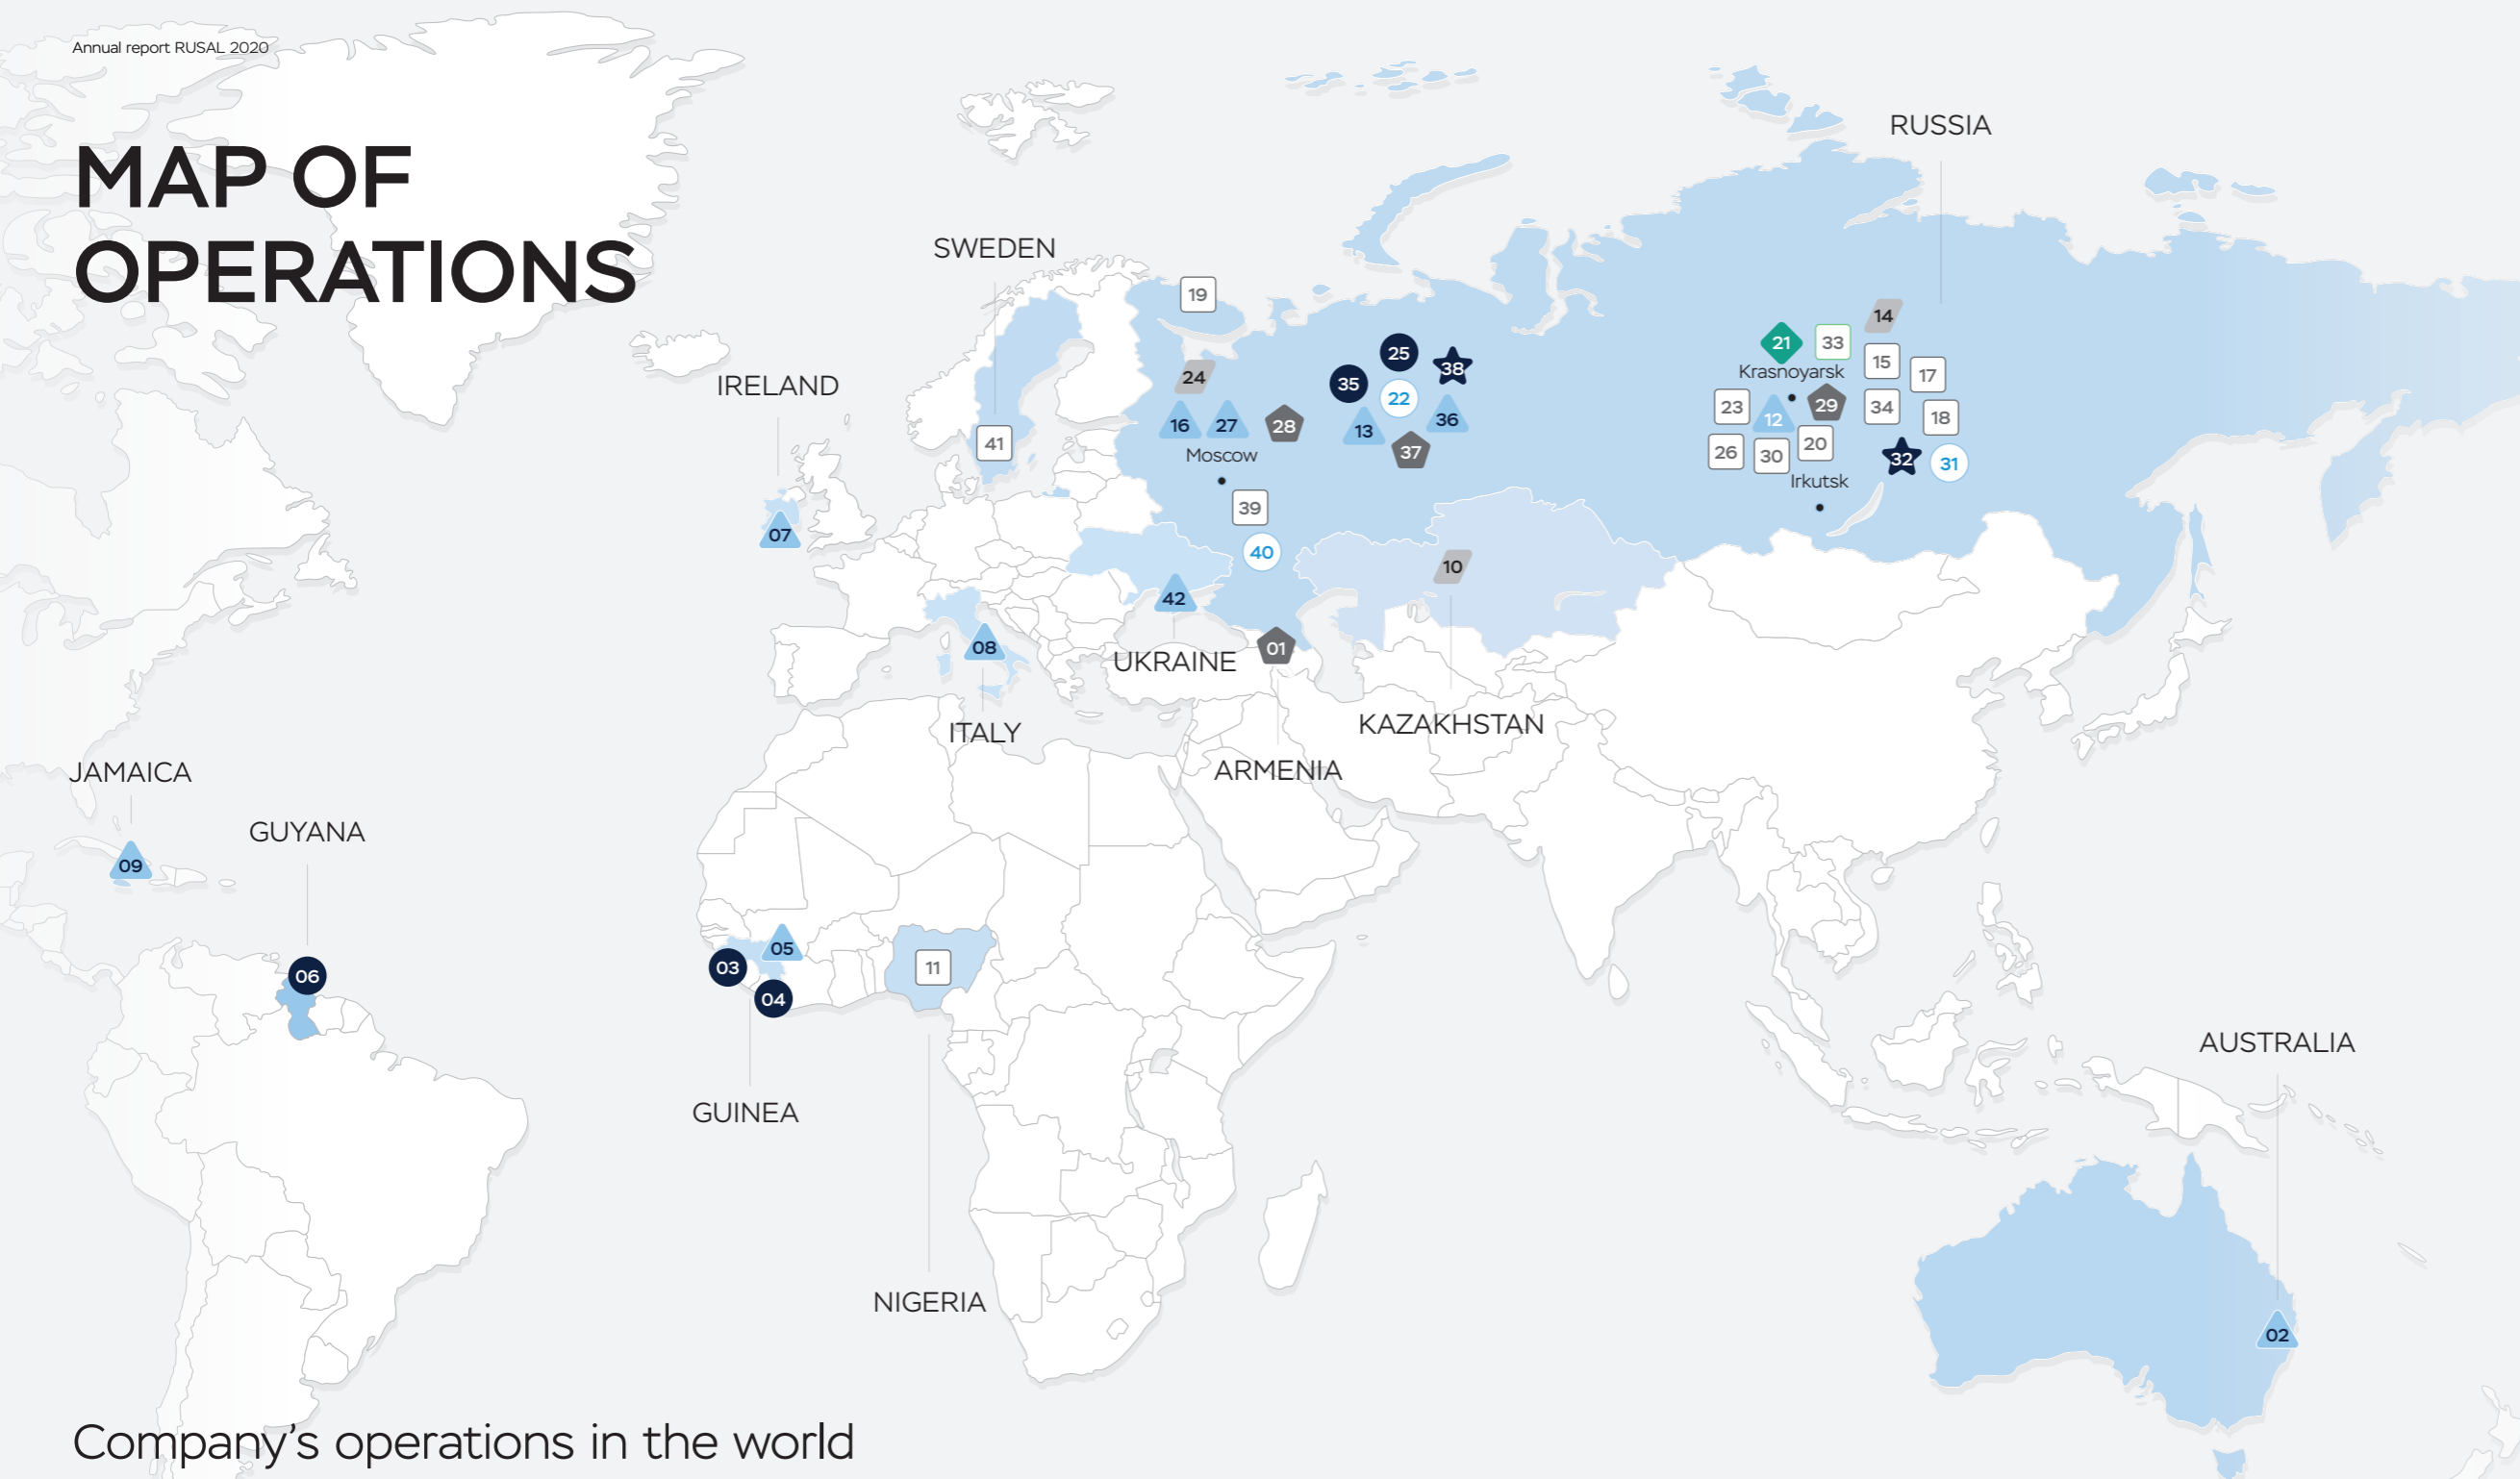 Annual report RUSAL 2020
MAP OF
OPERATIONS
RUSSIA
SWEDEN
19
14
21
33
25
38
15
Krasnoyarsk
17
IRELAND
24
35
22
23
12
29
34
18
16
27
28
13
36
41
37
26
30
20
Moscow
32
31
Irkutsk
39
07
40
10
42
08
01
UKRAINE
ITALY
KAZAKHSTAN
JAMAICA
ARMENIA
GUYANA
09
05
03
11
06
04
AUSTRALIA
GUINEA
NIGERIA
02
Company’s operations in the world